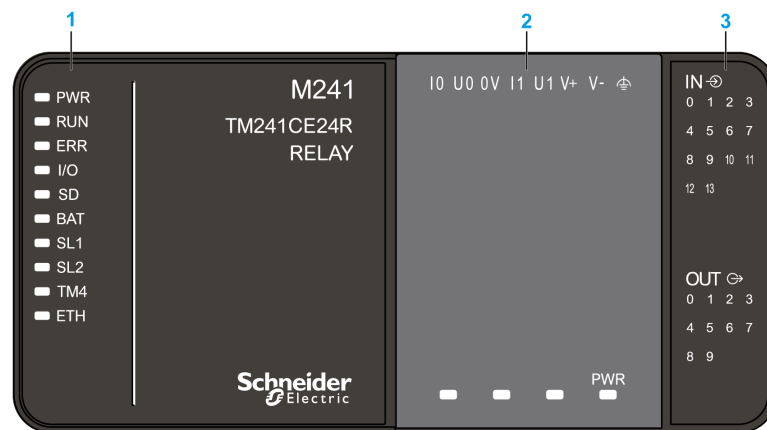 1
2
3
PWR
RUN
ERR
I/O
SD
BAT
SL1
SL2
TM4
ETH
M241
TM241CE24R
RELAY
Schneider
Electric
I0 U0 0V I1 U1 V+ V-
PWR
IN
0 1 2 3
4 5 6 7
8 9 10 11
12 13
OUT
0 1 2 3
4 5 6 7
8 9